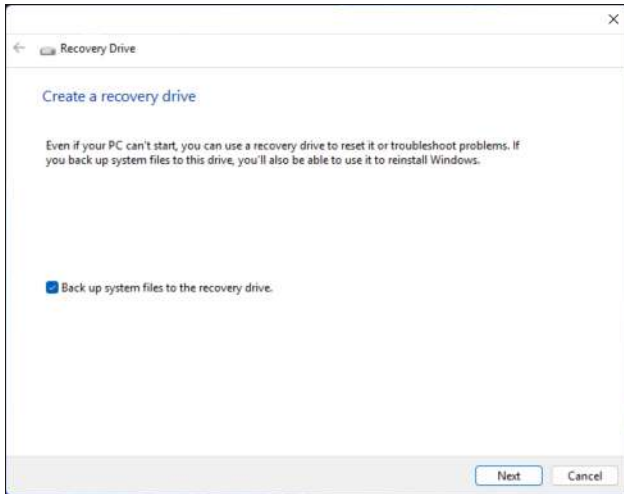 Recovery Drive
Create a recovery drive
Even if your PC can't start, you can use a recovery drive to reset it or troubleshoot problems. If
you back up system files to this drive, you'll also be able to use it to reinstall Windows.
Back up system files to the recovery drive.
Next Cancel